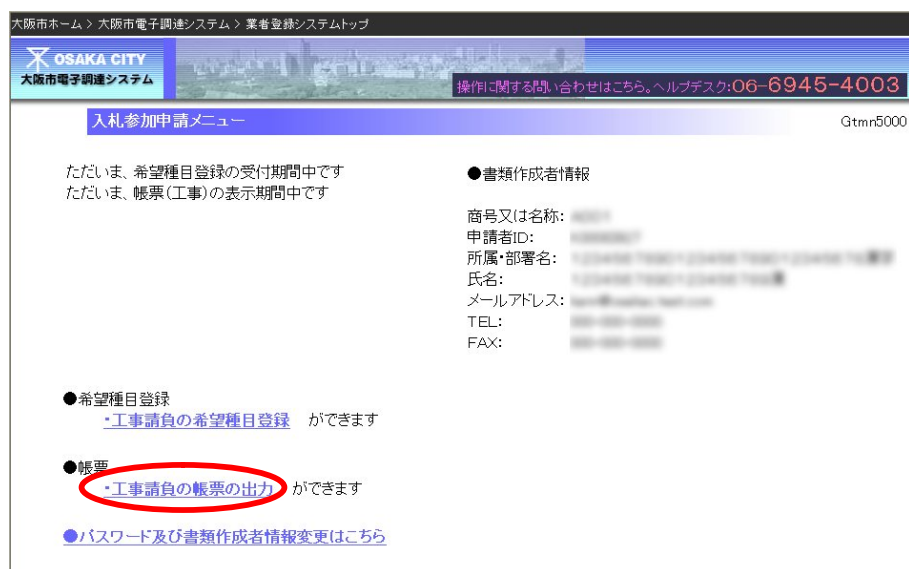 大阪市ホーム > 大阪市電子調達システム > 業者登録システムトップ
OSAKA CITY
大阪市電子調達システム
操作に関する問い合わせはこちら。ヘルプデスク:06-6945-4003
入札参加申請メニュー
Gtmn5000
ただいま、希望種目登録の受付期間中です
ただいま、帳票(工事)の表示期間中です
●書類作成者情報
商号又は名称:
申請者ID:
所属・部署名:
氏名:
メールアドレス:
TEL:
FAX:
●希望種目登録
・工事請負の希望種目登録 ができます
●帳票
・工事請負の帳票の出力 ができます
●パスワード及び書類作成者情報変更はこちら